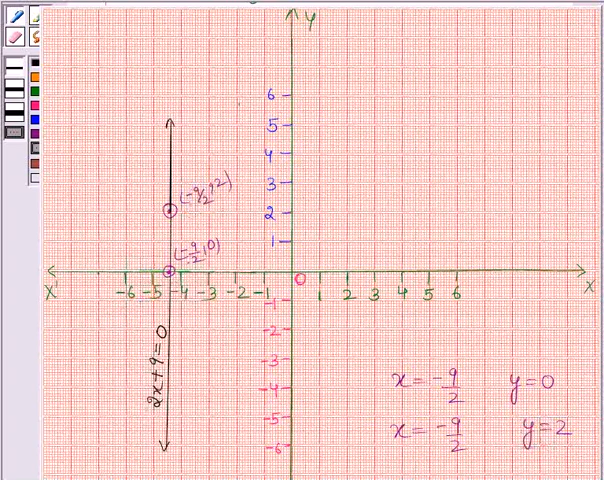 Y
6
5
4
3
2
1
(-9/2, 2)
(-9/2, 0)
X' -6 -5 -4 -3 -2 -1 O 1 2 3 4 5 6 X
-1
-2
-3
-4
-5
-6
2x+9=0
x = -9/2 y=0
x = -9/2 y=2